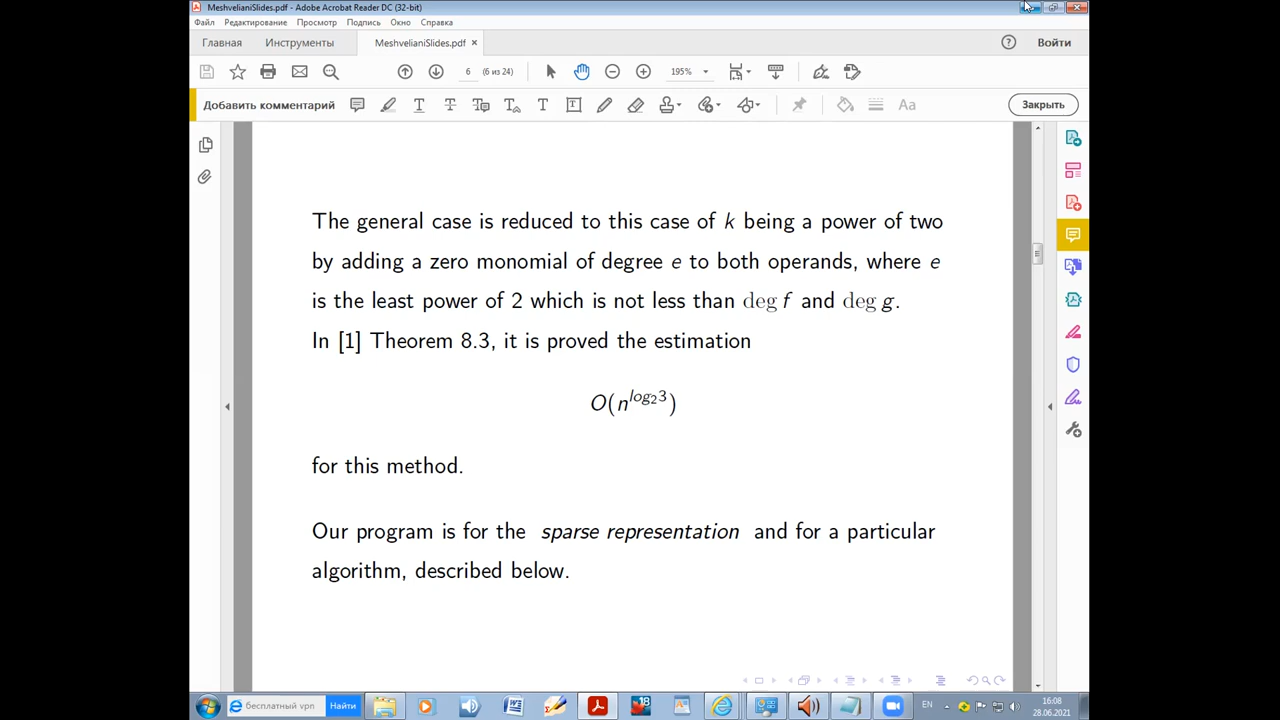 MeshvelianiSlides.pdf - Adobe Acrobat Reader DC (32-bit)
Файл Редактирование Просмотр Подпись Окно Справка
Главная Инструменты MeshvelianiSlides.pdf × Войти
6 (6 из 24) 195%
Добавить комментарий Aa Закрыть
The general case is reduced to this case of k being a power of two
by adding a zero monomial of degree e to both operands, where e
is the least power of 2 which is not less than deg f and deg g.
In [1] Theorem 8.3, it is proved the estimation
O(n^{log_2 3})
for this method.
Our program is for the sparse representation and for a particular
algorithm, described below.
бесплатный vpn Найти EN 16:08
28.06.2021